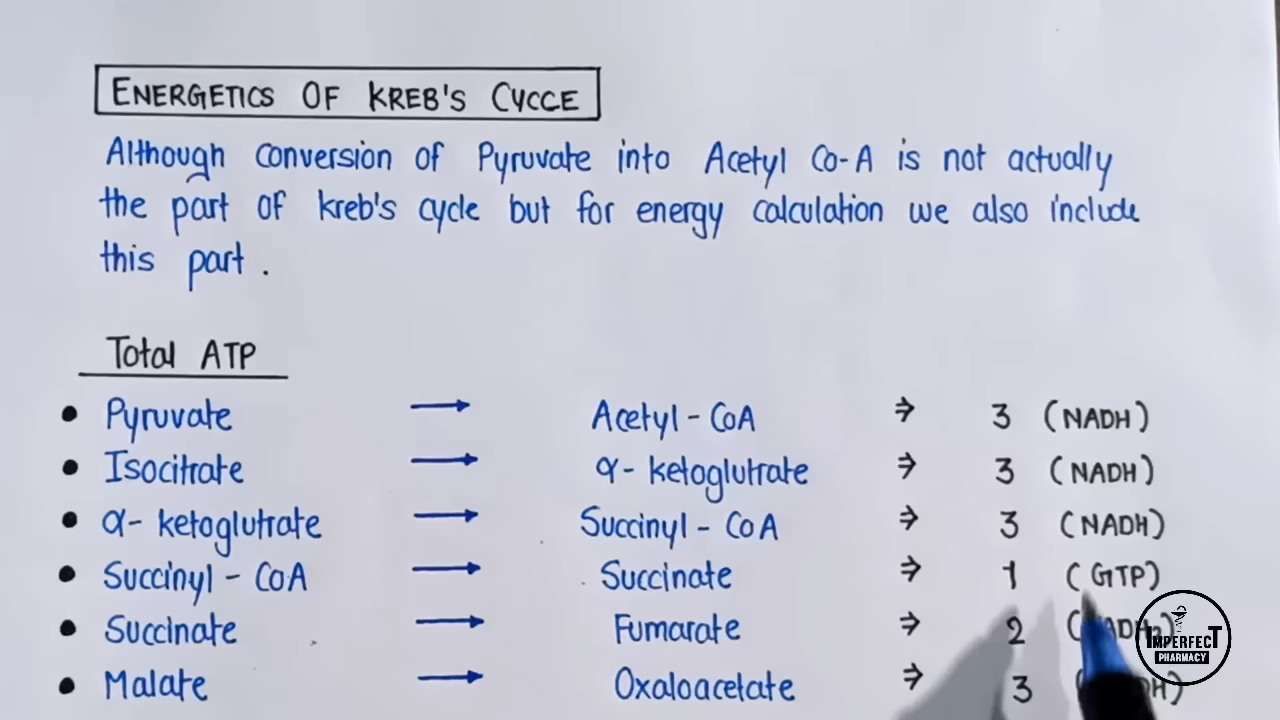 ENERGETICS OF KREB'S CYCCE
Although conversion of Pyruvate into Acetyl Co-A is not actually
the part of kreb's cycle but for energy calculation we also include
this part .
Total ATP
• Pyruvate → Acetyl - CoA ⇒ 3 (NADH)
• Isocitrate → α- ketoglutrate ⇒ 3 (NADH)
• α- ketoglutrate → Succinyl - CoA ⇒ 3 (NADH)
• Succinyl - CoA → Succinate ⇒ 1 (GTP)
• Succinate → Fumarate ⇒ 2
• Malate → Oxaloacetate ⇒ 3
IMPERFECT
PHARMACY